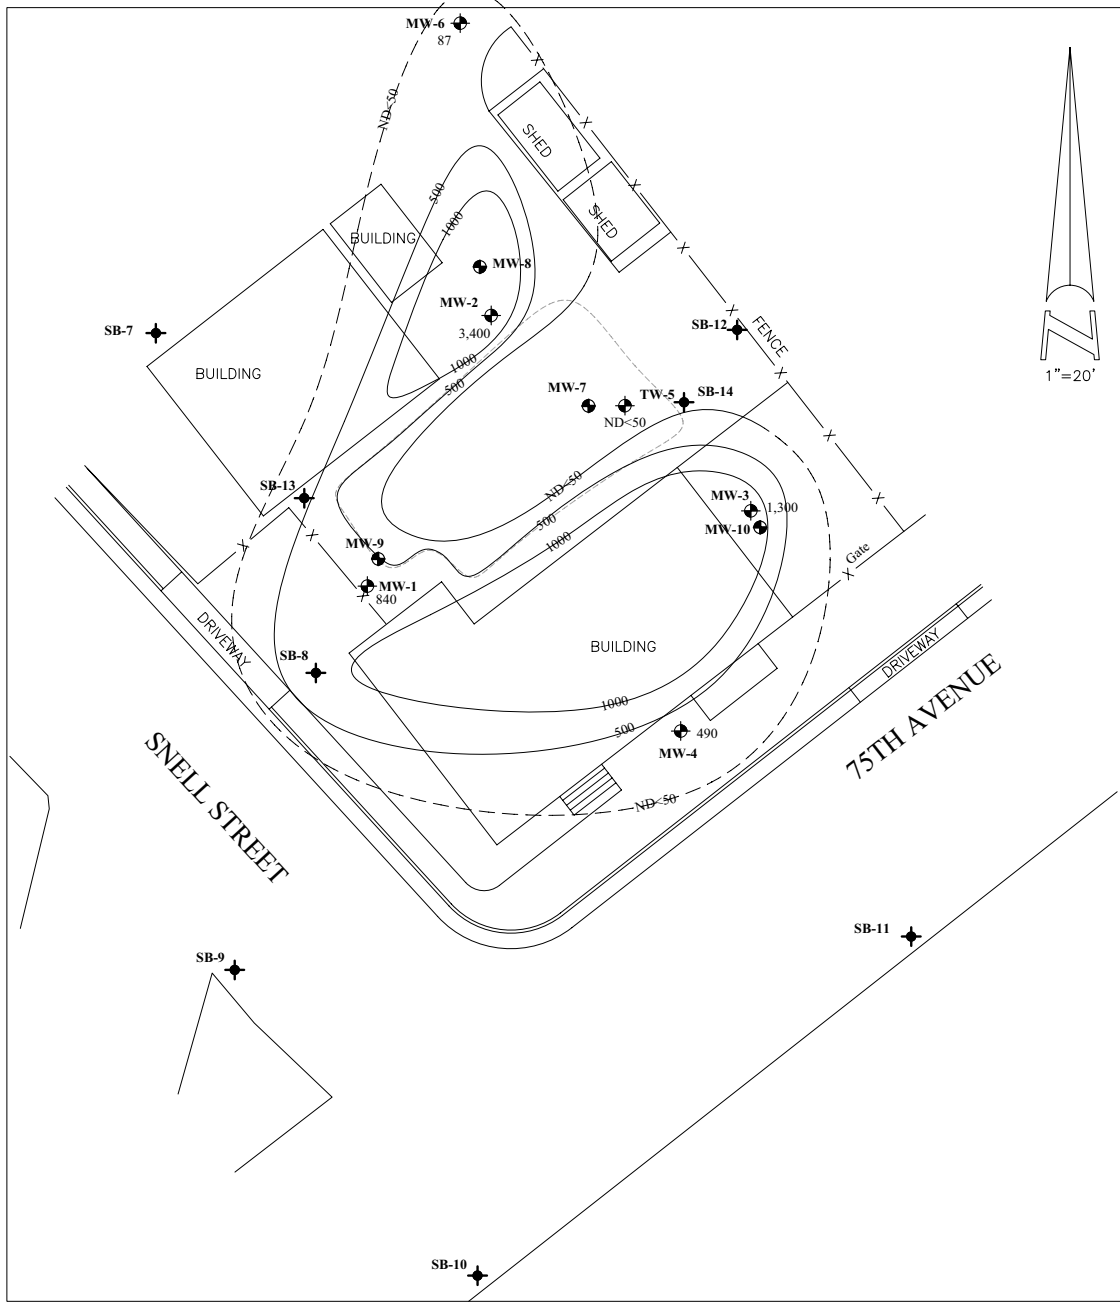 MW-6
87
ND<50
SHED
500
1000
SHED
BUILDING
MW-8
MW-2
3,400
SB-7
SB-12
FENCE
1"=20'
BUILDING
1000
500
MW-7
TW-5
SB-14
ND<50
SB-13
ND<50
MW-3
1,300
MW-10
500
1000
MW-9
Gate
MW-1
840
DRIVEWAY
BUILDING
DRIVEWAY
SB-8
1000
500
490
MW-4
ND<50
SNELL STREET
75TH AVENUE
SB-11
SB-9
SB-10